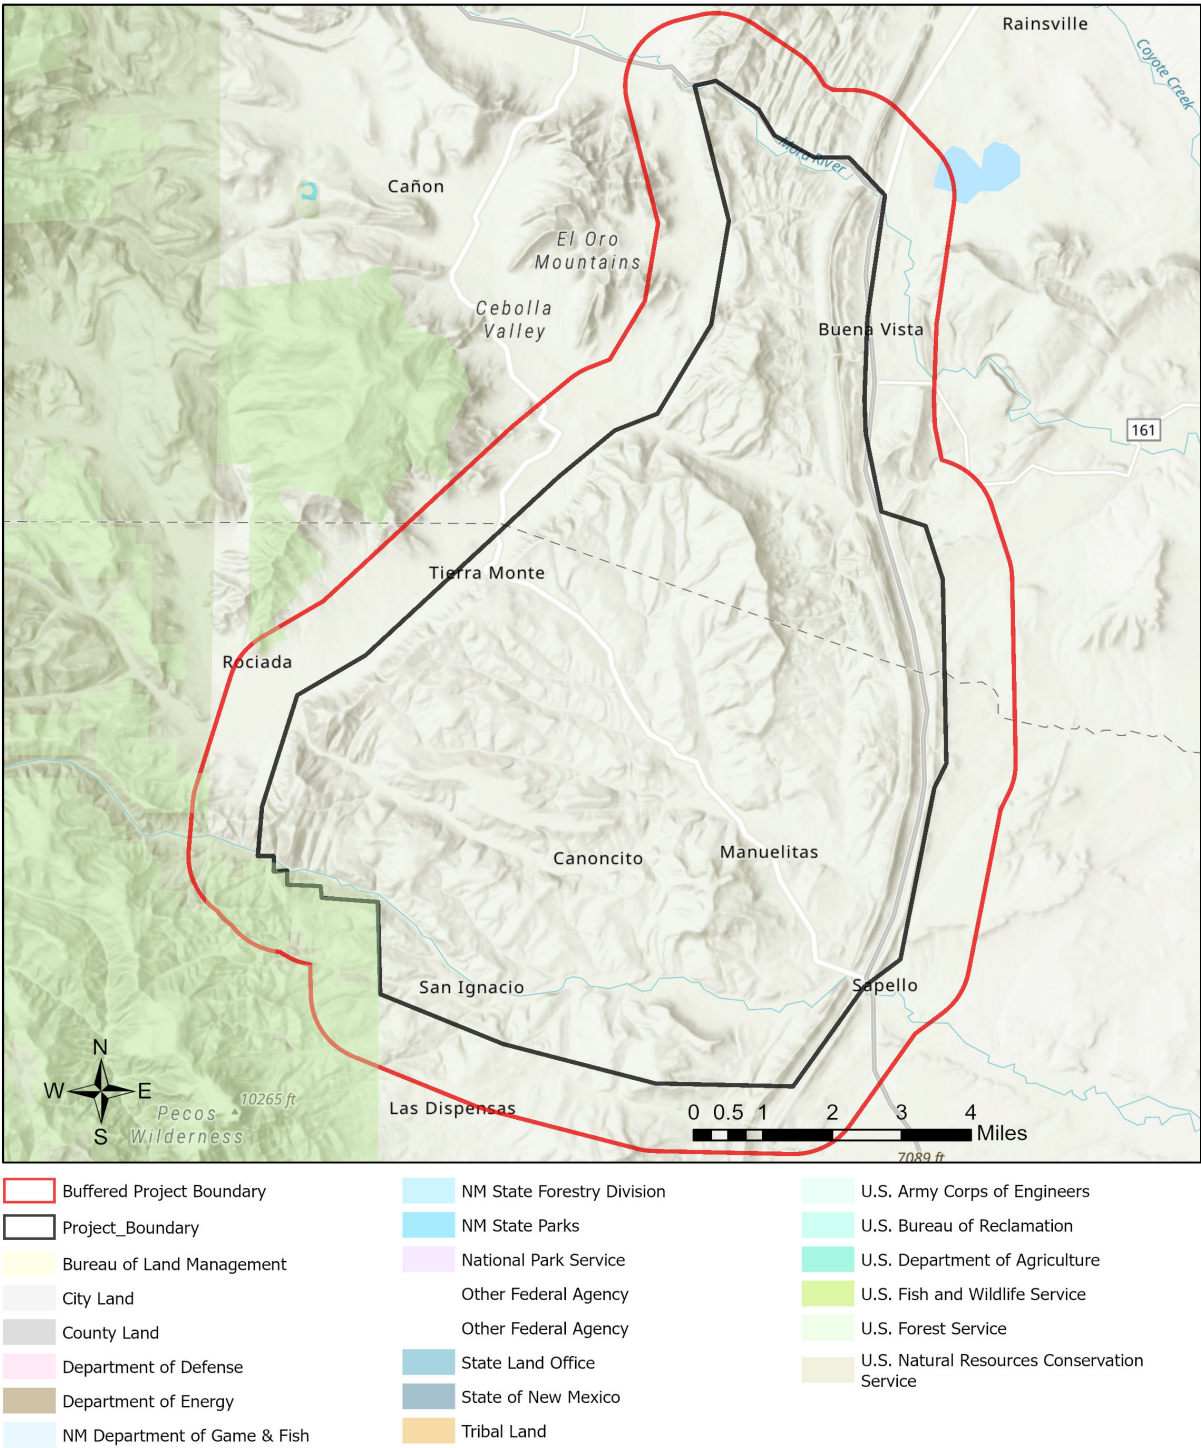 Rainsville
Coyote Creek
Mora River
Cañon
El Oro
Mountains
Cebolla
Valley
Buena Vista
161
Tierra Monte
Rociada
Canoncito
Manuelitas
San Ignacio
Sapello
N
W
E
S
10265 ft
Pecos
Wilderness
Las Dispensas
0 0.5 1 2 3 4
Miles
7089 ft
Buffered Project Boundary
Project_Boundary
Bureau of Land Management
City Land
County Land
Department of Defense
Department of Energy
NM Department of Game & Fish
NM State Forestry Division
NM State Parks
National Park Service
Other Federal Agency
Other Federal Agency
State Land Office
State of New Mexico
Tribal Land
U.S. Army Corps of Engineers
U.S. Bureau of Reclamation
U.S. Department of Agriculture
U.S. Fish and Wildlife Service
U.S. Forest Service
U.S. Natural Resources Conservation
Service